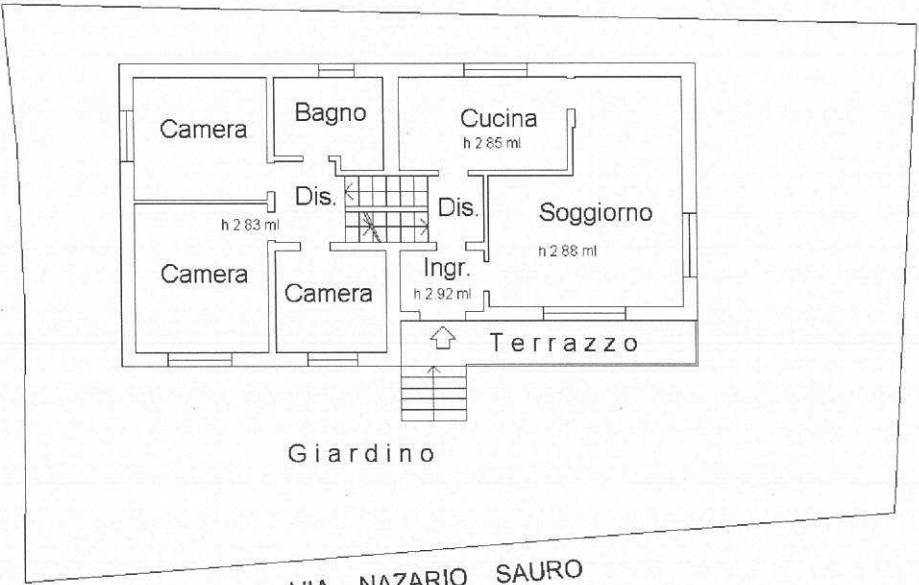 Camera
Bagno
Cucina
h 2.85 ml
Dis.
Dis.
Soggiorno
h 2.83 ml
h 2.88 ml
Camera
Camera
Ingr.
h 2.92 ml
Terrazzo
Giardino
VIA NAZARIO SAURO